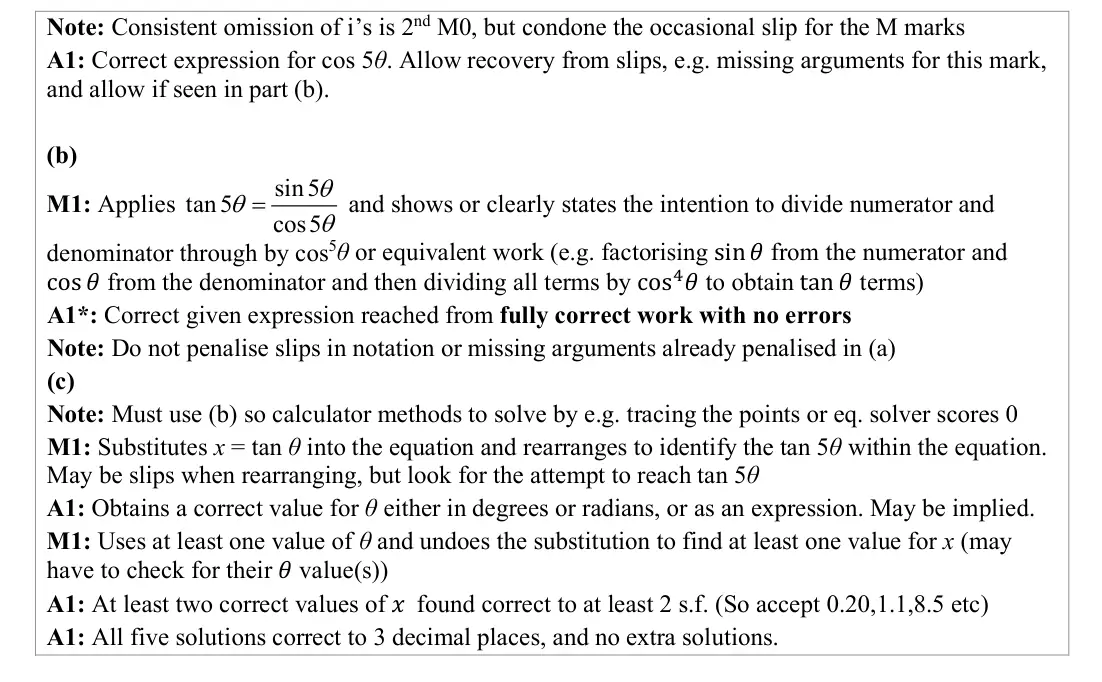 Note: Consistent omission of i's is 2nd M0, but condone the occasional slip for the M marks
A1: Correct expression for cos 5θ. Allow recovery from slips, e.g. missing arguments for this mark,
and allow if seen in part (b).
(b)
M1: Applies tan 5θ = sin 5θ / cos 5θ and shows or clearly states the intention to divide numerator and
denominator through by cos⁵θ or equivalent work (e.g. factorising sin θ from the numerator and
cos θ from the denominator and then dividing all terms by cos⁴θ to obtain tan θ terms)
A1*: Correct given expression reached from fully correct work with no errors
Note: Do not penalise slips in notation or missing arguments already penalised in (a)
(c)
Note: Must use (b) so calculator methods to solve by e.g. tracing the points or eq. solver scores 0
M1: Substitutes x = tan θ into the equation and rearranges to identify the tan 5θ within the equation.
May be slips when rearranging, but look for the attempt to reach tan 5θ
A1: Obtains a correct value for θ either in degrees or radians, or as an expression. May be implied.
M1: Uses at least one value of θ and undoes the substitution to find at least one value for x (may
have to check for their θ value(s))
A1: At least two correct values of x found correct to at least 2 s.f. (So accept 0.20,1.1,8.5 etc)
A1: All five solutions correct to 3 decimal places, and no extra solutions.